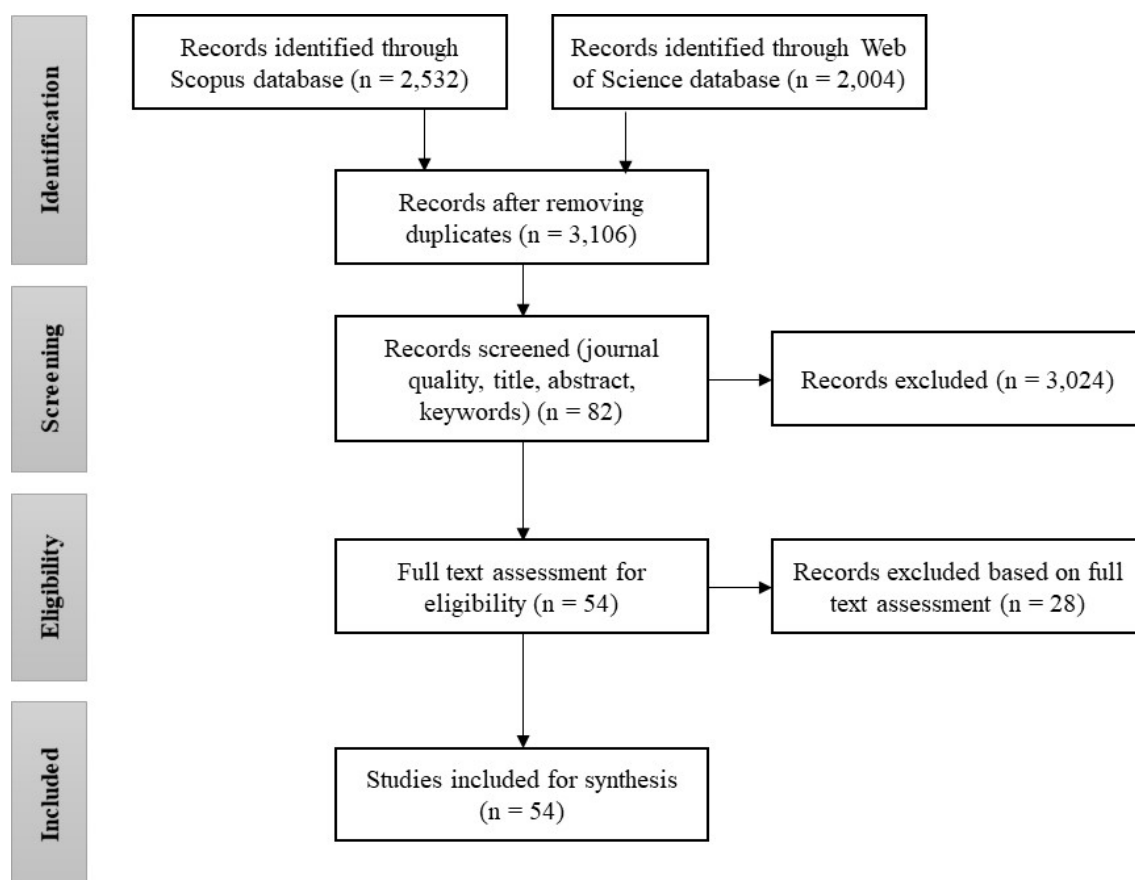 Identification
Records identified through
Scopus database (n = 2,532)
Records identified through Web
of Science database (n = 2,004)
Records after removing
duplicates (n = 3,106)
Screening
Records screened (journal
quality, title, abstract,
keywords) (n = 82)
Records excluded (n = 3,024)
Eligibility
Full text assessment for
eligibility (n = 54)
Records excluded based on full
text assessment (n = 28)
Included
Studies included for synthesis
(n = 54)